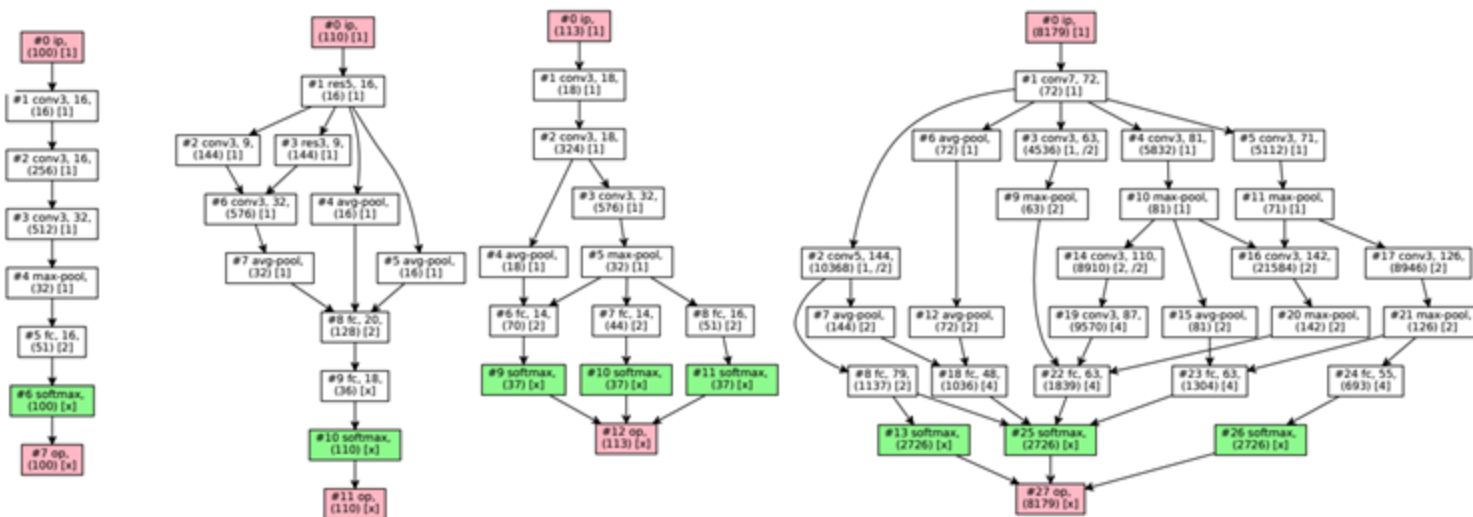 #0 ip,
(100) [1]
#1 conv3, 16,
(16) [1]
#2 conv3, 16,
(256) [1]
#3 conv3, 32,
(512) [1]
#4 max-pool,
(32) [1]
#5 fc, 16,
(51) [2]
#6 softmax,
(100) [x]
#7 op,
(100) [x]
#0 ip,
(110) [1]
#1 res5, 16,
(16) [1]
#2 conv3, 9,
(144) [1]
#3 res3, 9,
(144) [1]
#6 conv3, 32,
(576) [1]
#4 avg-pool,
(16) [1]
#7 avg-pool,
(32) [1]
#5 avg-pool,
(16) [1]
#8 fc, 20,
(128) [2]
#9 fc, 18,
(36) [x]
#10 softmax,
(110) [x]
#11 op,
(110) [x]
#0 ip,
(113) [1]
#1 conv3, 18,
(18) [1]
#2 conv3, 18,
(324) [1]
#3 conv3, 32,
(576) [1]
#4 avg-pool,
(18) [1]
#5 max-pool,
(32) [1]
#6 fc, 14,
(70) [2]
#7 fc, 14,
(44) [2]
#8 fc, 16,
(51) [2]
#9 softmax,
(37) [x]
#10 softmax,
(37) [x]
#11 softmax,
(37) [x]
#12 op,
(113) [x]
#0 ip,
(8179) [1]
#1 conv7, 72,
(72) [1]
#6 avg-pool,
(72) [1]
#3 conv3, 63,
(4536) [1, /2]
#4 conv3, 81,
(5832) [1]
#5 conv3, 71,
(5112) [1]
#9 max-pool,
(63) [2]
#10 max-pool,
(81) [1]
#11 max-pool,
(71) [1]
#2 conv5, 144,
(10368) [1, /2]
#14 conv3, 110,
(8910) [2, /2]
#16 conv3, 142,
(21584) [2]
#17 conv3, 126,
(8946) [2]
#7 avg-pool,
(144) [2]
#12 avg-pool,
(72) [2]
#19 conv3, 87,
(9570) [4]
#15 avg-pool,
(81) [2]
#20 max-pool,
(142) [2]
#21 max-pool,
(126) [2]
#8 fc, 79,
(1137) [2]
#18 fc, 48,
(1036) [4]
#22 fc, 63,
(1839) [4]
#23 fc, 63,
(1304) [4]
#24 fc, 55,
(693) [4]
#13 softmax,
(2726) [x]
#25 softmax,
(2726) [x]
#26 softmax,
(2726) [x]
#27 op,
(8179) [x]